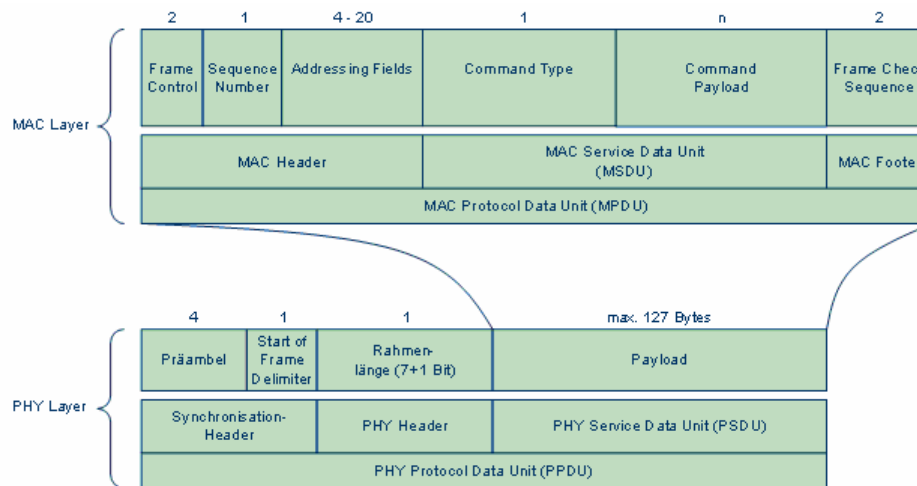 2 1 4 - 20 1 n 2
Frame
Control
Sequence
Number
Addressing Fields
Command Type
Command
Payload
Frame Chec
Sequence
MAC Layer
MAC Header
MAC Service Data Unit
(MSDU)
MAC Foote
MAC Protocol Data Unit (MPDU)
4 1 1 max. 127 Bytes
Präambel
Start of
Frame
Delimiter
Rahmen-
länge (7+1 Bit)
Payload
PHY Layer
Synchronisation-
Header
PHY Header
PHY Service Data Unit (PSDU)
PHY Protocol Data Unit (PPDU)